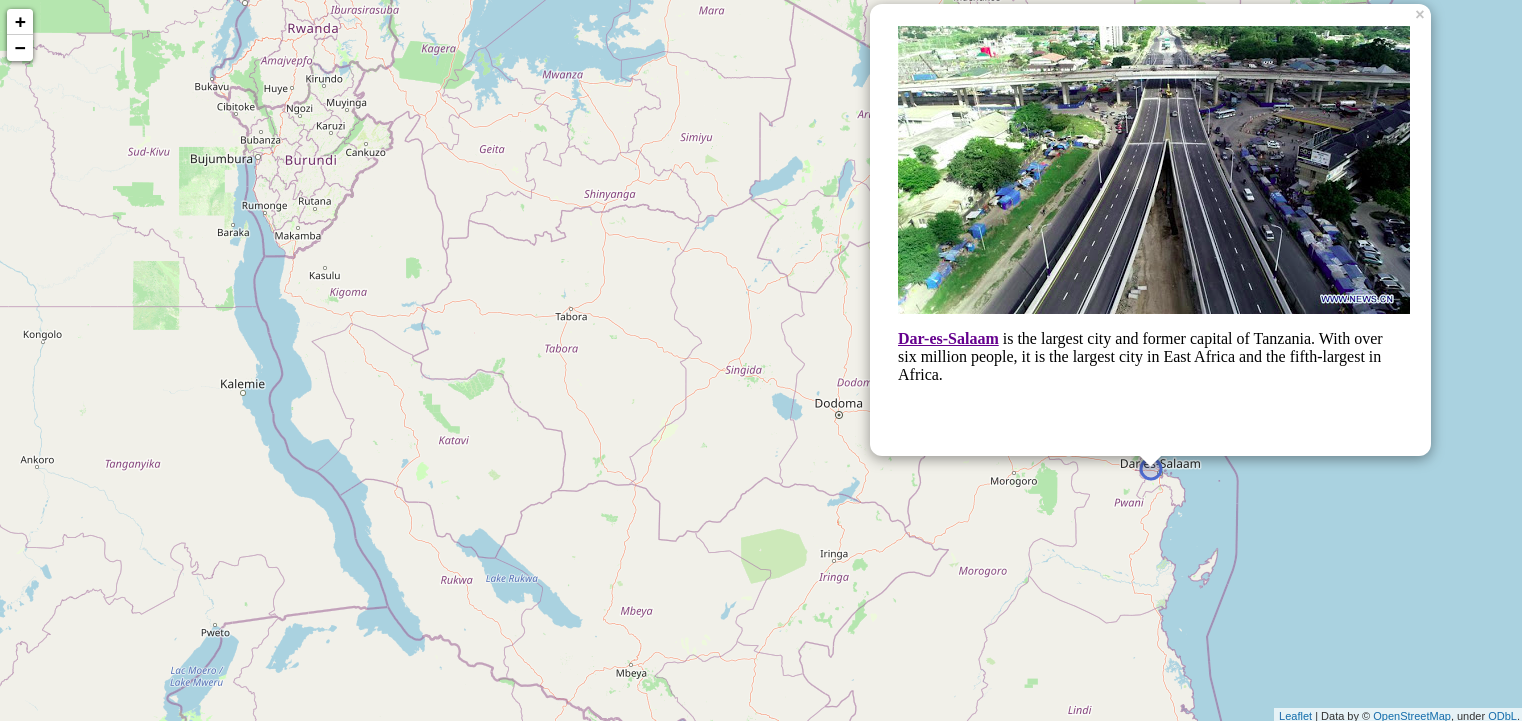 +
−
×
Iburasirazuba
Rwanda
Mara
Kagera
Amajyepfo
Mwanza
Kirundo
Bukavu
Huye
Cibitoke
Ngozi
Muyinga
Karuzi
Simiyu
Bubanza
Sud-Kivu
Geita
Cankuzo
Bujumbura
Burundi
Shinyanga
Rumonge
Rutana
Baraka
Makamba
Kasulu
Kigoma
WWW.NEWS.CN
Tabora
Kongolo
Dar-es-Salaam is the largest city and former capital of Tanzania. With over
six million people, it is the largest city in East Africa and the fifth-largest in
Africa.
Tabora
Singida
Kalemie
Dodoma
Dodoma
Katavi
Ankoro
Tanganyika
Dar es Salaam
Morogoro
Pwani
Iringa
Morogoro
Rukwa
Lake Rukwa
Iringa
Mbeya
Pweto
Lac Moero /
Lake Mweru
Mbeya
Lindi
Leaflet | Data by © OpenStreetMap, under ODbL.